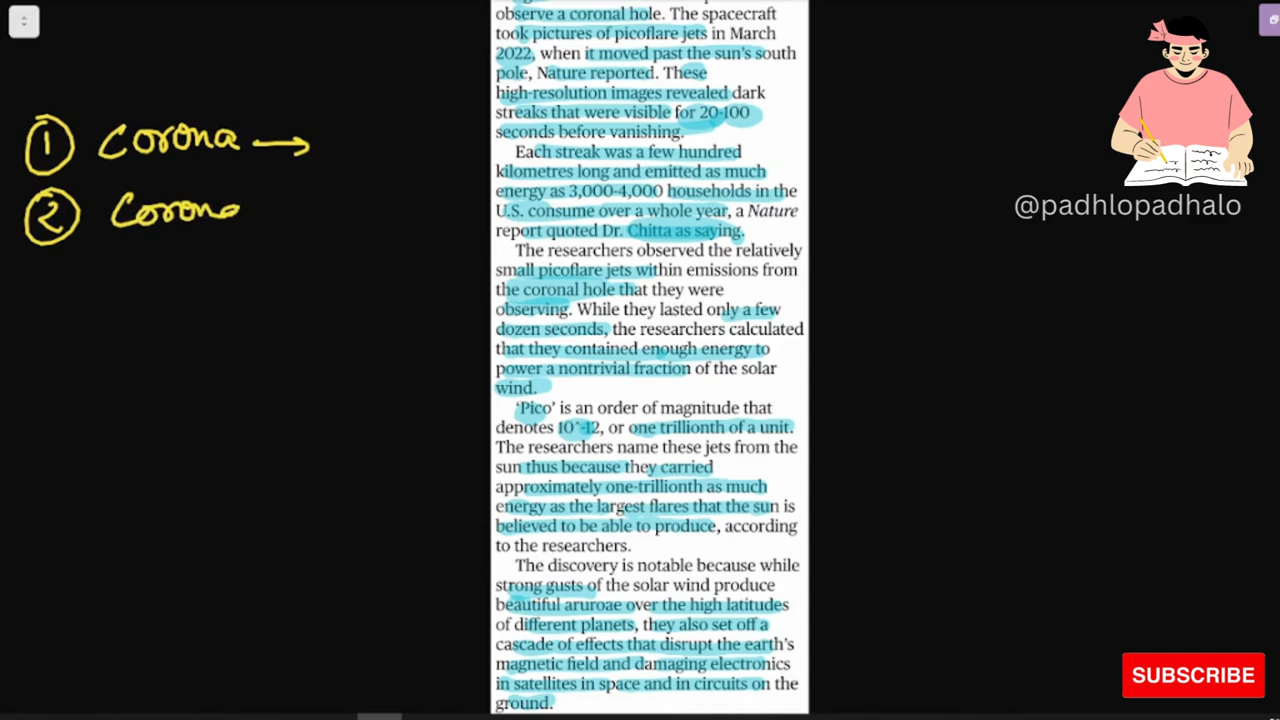 ① Corona →
② Corona
observe a coronal hole. The spacecraft
took pictures of picoflare jets in March
2022, when it moved past the sun's south
pole, Nature reported. These
high-resolution images revealed dark
streaks that were visible for 20-100
seconds before vanishing.
Each streak was a few hundred
kilometres long and emitted as much
energy as 3,000-4,000 households in the
U.S. consume over a whole year, a Nature
report quoted Dr. Chitta as saying.
The researchers observed the relatively
small picoflare jets within emissions from
the coronal hole that they were
observing. While they lasted only a few
dozen seconds, the researchers calculated
that they contained enough energy to
power a nontrivial fraction of the solar
wind.
'Pico' is an order of magnitude that
denotes 10^-12, or one trillionth of a unit.
The researchers name these jets from the
sun thus because they carried
approximately one-trillionth as much
energy as the largest flares that the sun is
believed to be able to produce, according
to the researchers.
The discovery is notable because while
strong gusts of the solar wind produce
beautiful aruroae over the high latitudes
of different planets, they also set off a
cascade of effects that disrupt the earth's
magnetic field and damaging electronics
in satellites in space and in circuits on the
ground.
@padhlopadhalo
SUBSCRIBE